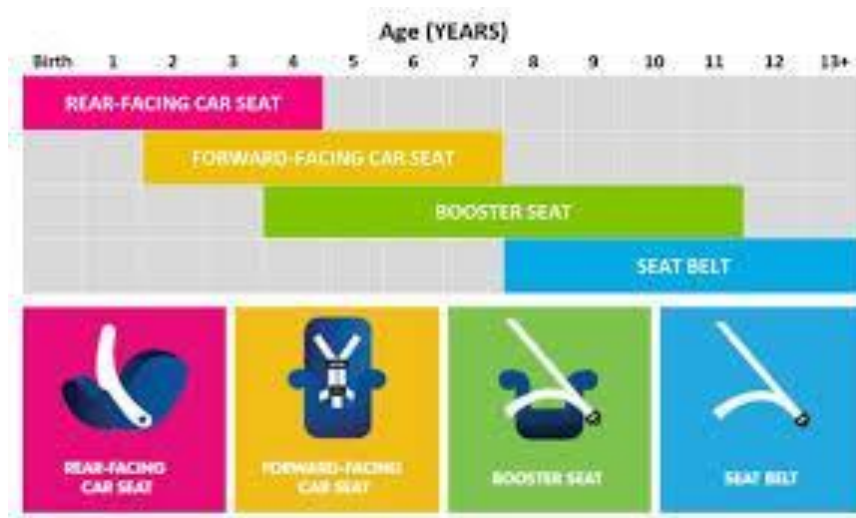 Age (YEARS)
Birth 1 2 3 4 5 6 7 8 9 10 11 12 13+
REAR-FACING CAR SEAT
FORWARD-FACING CAR SEAT
BOOSTER SEAT
SEAT BELT
REAR-FACING
CAR SEAT
FORWARD-FACING
CAR SEAT
BOOSTER SEAT
SEAT BELT